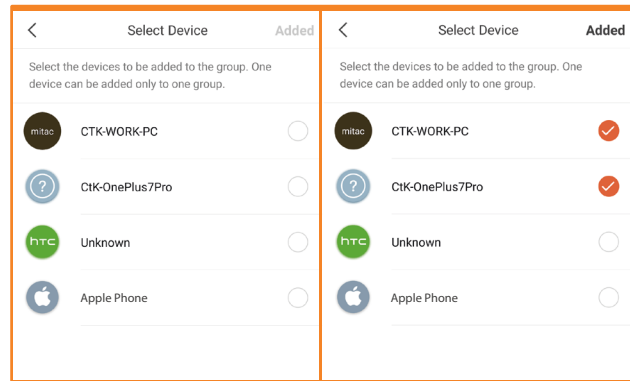 Select Device
Added
Select the devices to be added to the group. One
device can be added only to one group.
mitac
CTK-WORK-PC
?
CtK-OnePlus7Pro
hTC
Unknown
Apple Phone
Select Device
Added
Select the devices to be added to the group. One
device can be added only to one group.
mitac
CTK-WORK-PC
?
CtK-OnePlus7Pro
hTC
Unknown
Apple Phone